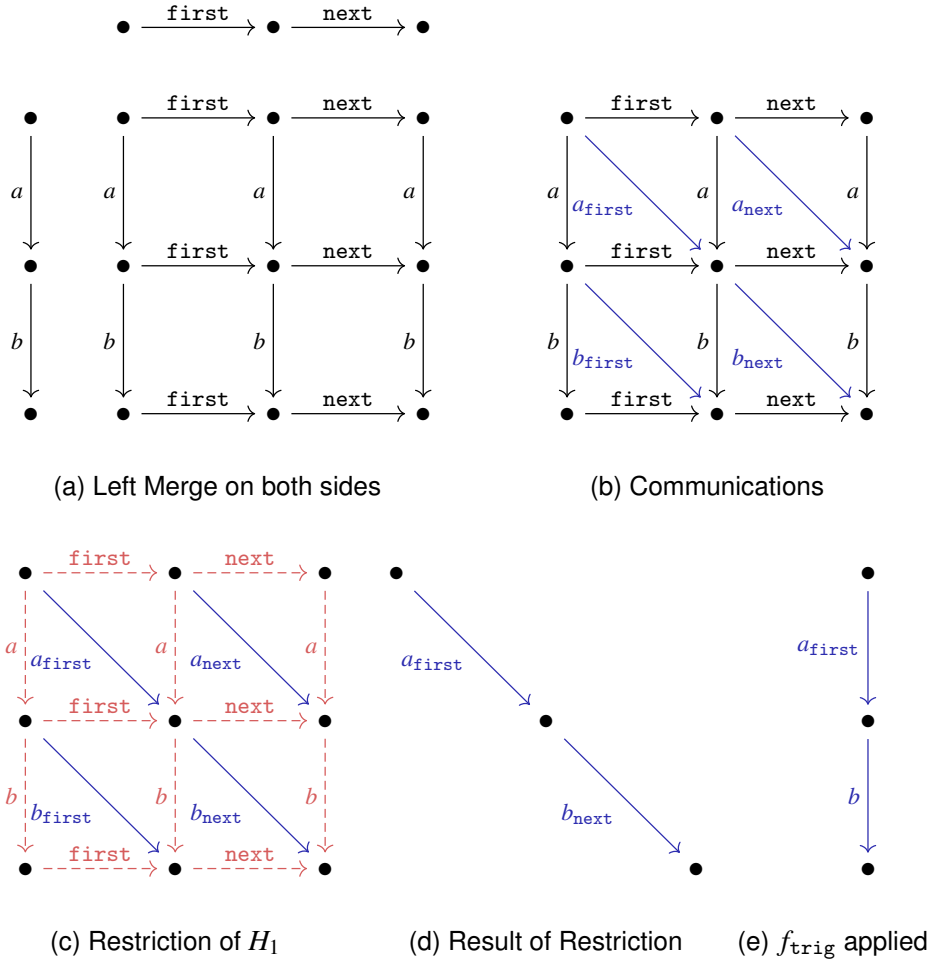 first next
first next
a a a a
first next
b b b b
first next
(a) Left Merge on both sides
first next
a a a
a_first a_next
first next
b b b
b_first b_next
first next
(b) Communications
first next
a a a
a_first a_next
first next
b b b
b_first b_next
first next
(c) Restriction of H_1
a_first
b_next
(d) Result of Restriction
a_first
b
(e) f_trig applied